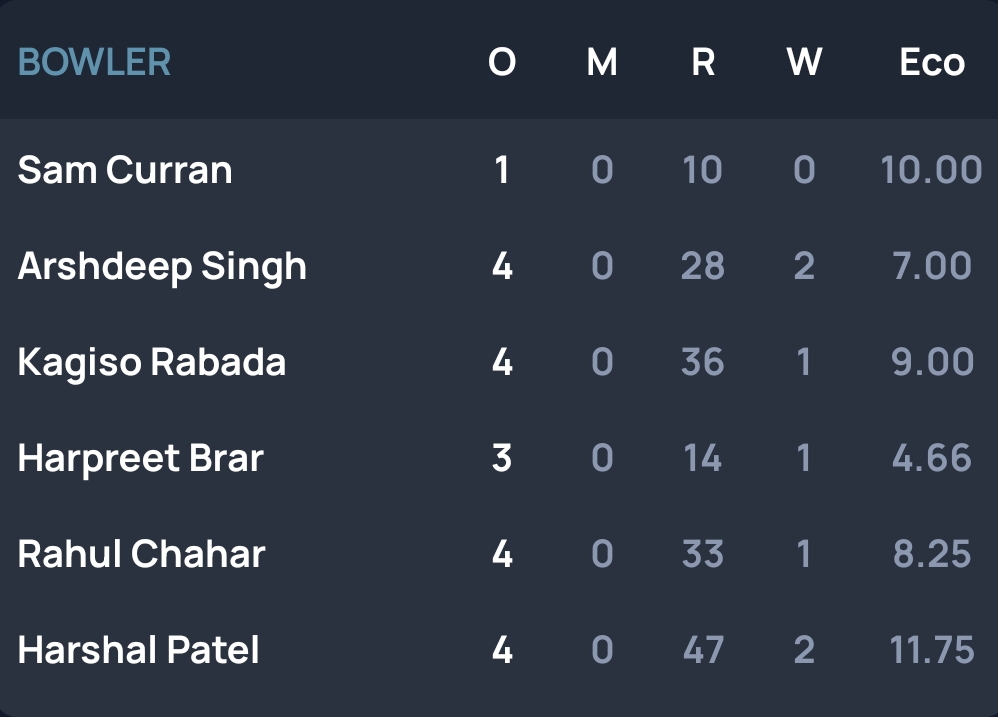 BOWLER O M R W Eco
Sam Curran 1 0 10 0 10.00
Arshdeep Singh 4 0 28 2 7.00
Kagiso Rabada 4 0 36 1 9.00
Harpreet Brar 3 0 14 1 4.66
Rahul Chahar 4 0 33 1 8.25
Harshal Patel 4 0 47 2 11.75